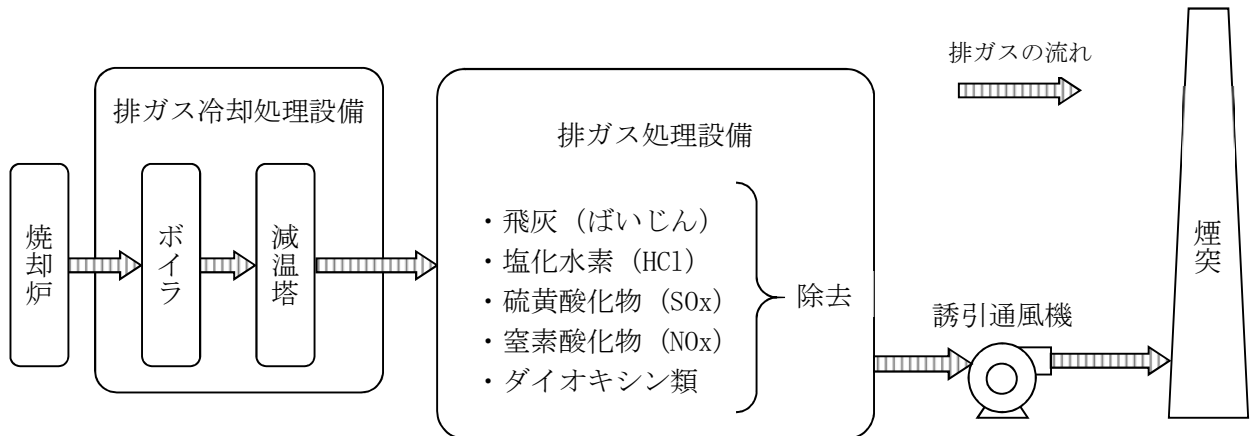 排ガスの流れ
排ガス冷却処理設備
排ガス処理設備
焼却炉
ボイラ
減温塔
・飛灰（ばいじん）
・塩化水素（HCl）
・硫黄酸化物（SOx）
・窒素酸化物（NOx）
・ダイオキシン類
除去
誘引通風機
煙突